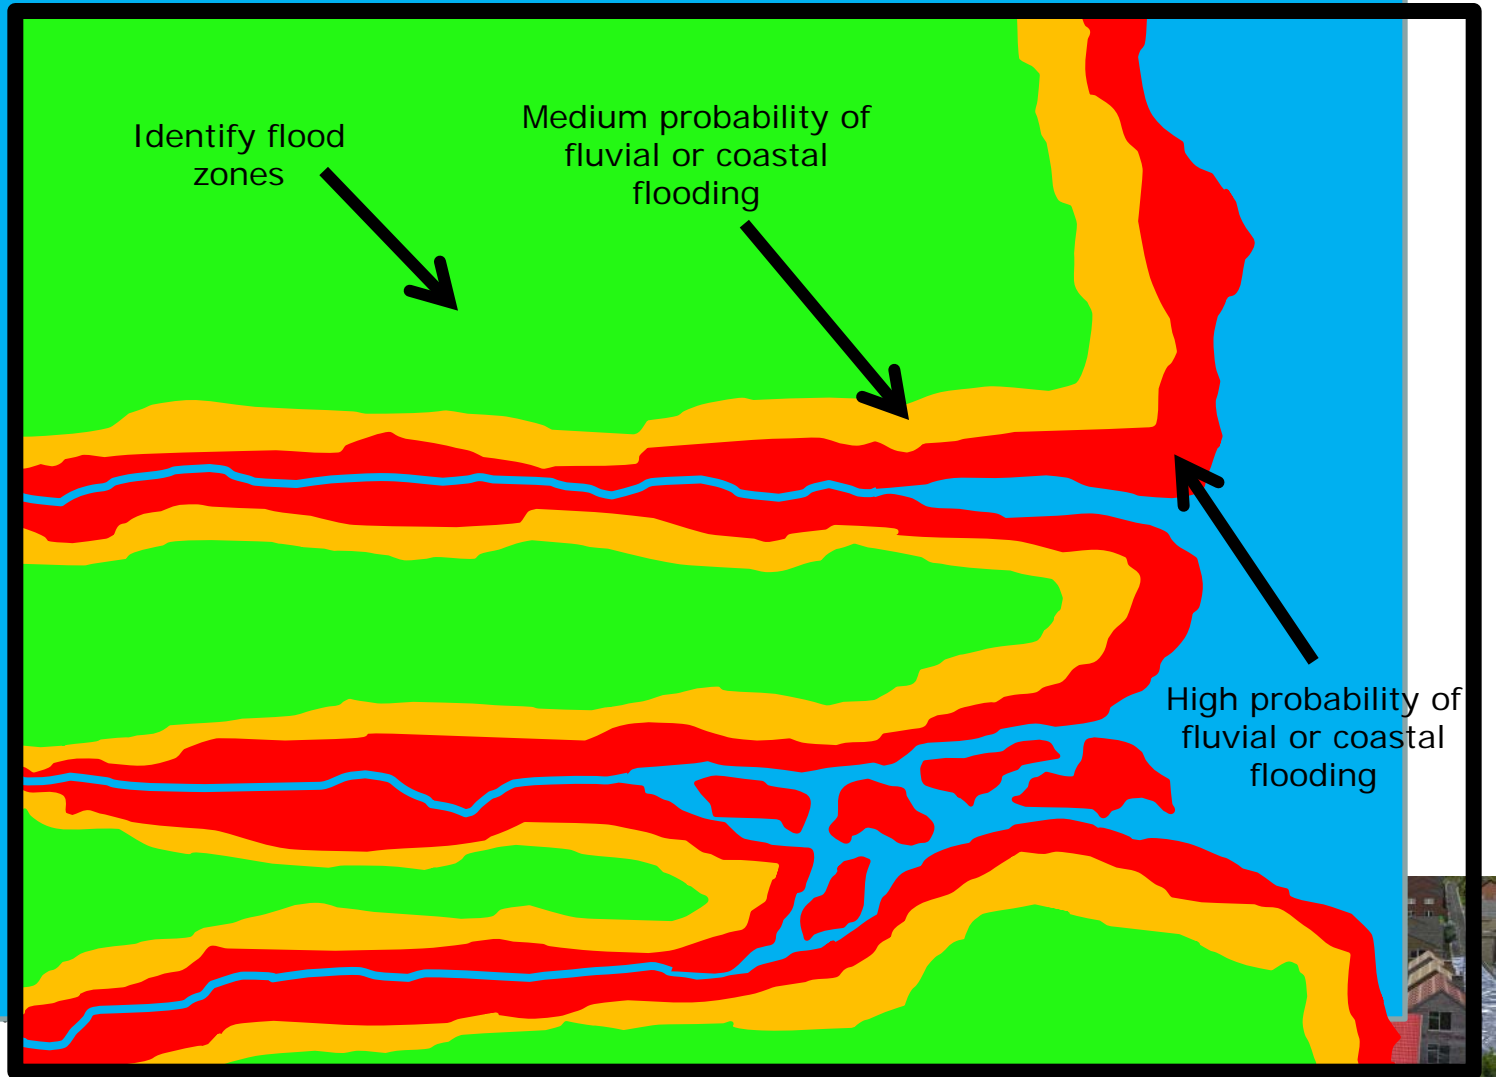 Identify flood
zones
Medium probability of
fluvial or coastal
flooding
High probability of
fluvial or coastal
flooding